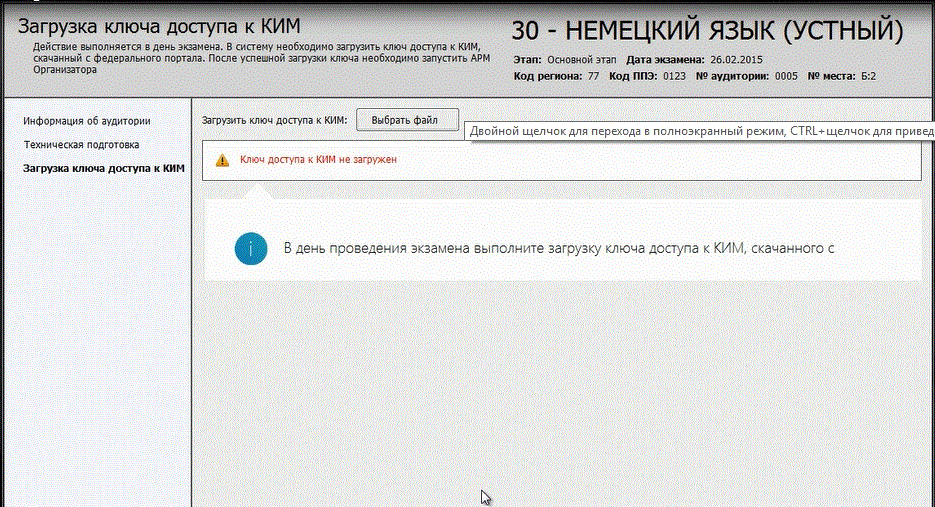 Загрузка ключа доступа к КИМ
Действие выполняется в день экзамена. В систему необходимо загрузить ключ доступа к КИМ,
скачанный с федерального портала. После успешной загрузки ключа необходимо запустить АРМ
Организатора
30 - НЕМЕЦКИЙ ЯЗЫК (УСТНЫЙ)
Этап: Основной этап Дата экзамена: 26.02.2015
Код региона: 77 Код ППЭ: 0123 № аудитории: 0005 № места: Б:2
Информация об аудитории
Техническая подготовка
Загрузка ключа доступа к КИМ
Загрузить ключ доступа к КИМ: Выбрать файл
Двойной щелчок для перехода в полноэкранный режим, CTRL+щелчок для привед
Ключ доступа к КИМ не загружен
В день проведения экзамена выполните загрузку ключа доступа к КИМ, скачанного с